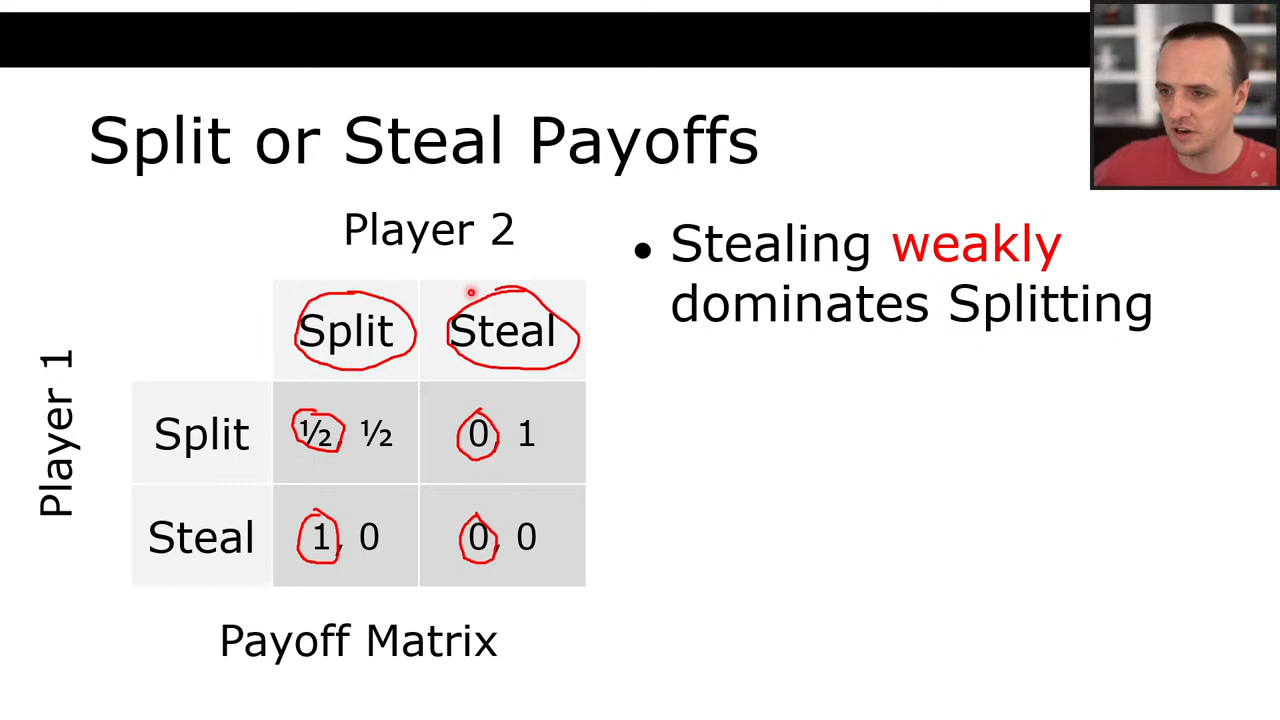 Split or Steal Payoffs
Player 2
Player 1
Split Steal
Split ½, ½ 0, 1
Steal 1, 0 0, 0
Payoff Matrix
• Stealing weakly
dominates Splitting